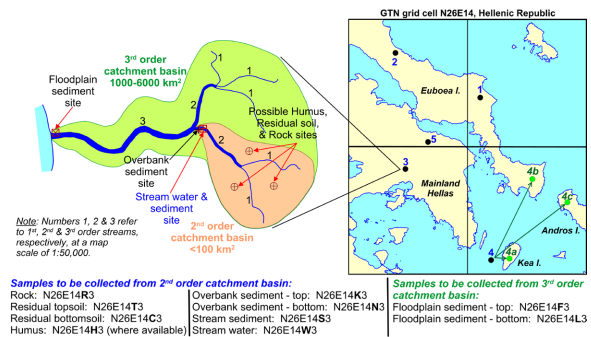 GTN grid cell N26E14, Hellenic Republic
3rd order
catchment basin
1000-6000 km²
Floodplain
sediment
site
1
1
1
2
3
Possible Humus,
Residual soil,
& Rock sites
2
1
1
Overbank
sediment
site
Stream water &
sediment
site
2nd order
catchment basin
<100 km²
Note: Numbers 1, 2 & 3 refer
to 1st, 2nd & 3rd order streams,
respectively, at a map
scale of 1:50,000.
2
Euboea I.
1
5
3
Mainland
Hellas
4b
4c
Andros I.
4
4a
Kea I.
Samples to be collected from 2nd order catchment basin:
Rock: N26E14R3
Residual topsoil: N26E14T3
Residual bottomsoil: N26E14C3
Humus: N26E14H3 (where available)
Overbank sediment - top: N26E14K3
Overbank sediment - bottom: N26E14N3
Stream sediment: N26E14S3
Stream water: N26E14W3
Samples to be collected from 3rd order
catchment basin:
Floodplain sediment - top: N26E14F3
Floodplain sediment - bottom: N26E14L3